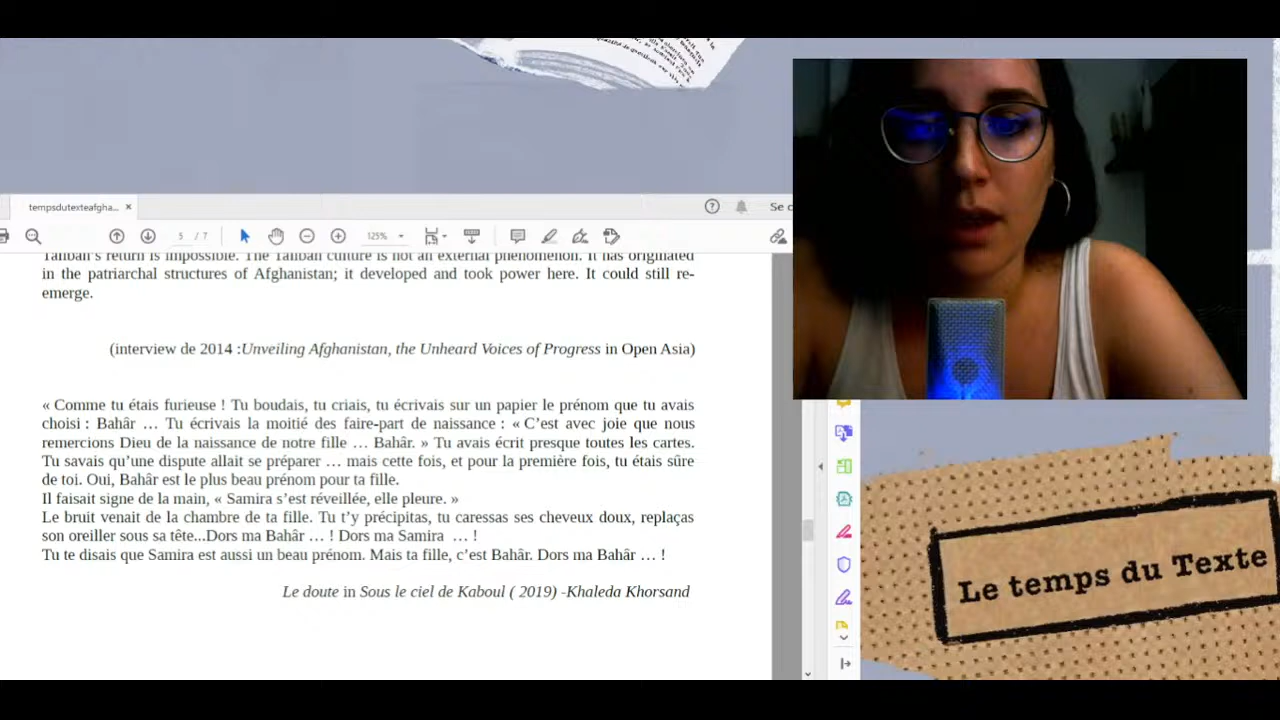 tempsdutexteafgha...
Se c
5 / 7
125%
Taliban's return is impossible. The Taliban culture is not an external phenomenon. It has originated
in the patriarchal structures of Afghanistan; it developed and took power here. It could still re-
emerge.
(interview de 2014 :Unveiling Afghanistan, the Unheard Voices of Progress in Open Asia)
« Comme tu étais furieuse ! Tu boudais, tu criais, tu écrivais sur un papier le prénom que tu avais
choisi : Bahâr … Tu écrivais la moitié des faire-part de naissance : « C'est avec joie que nous
remercions Dieu de la naissance de notre fille … Bahâr. » Tu avais écrit presque toutes les cartes.
Tu savais qu'une dispute allait se préparer … mais cette fois, et pour la première fois, tu étais sûre
de toi. Oui, Bahâr est le plus beau prénom pour ta fille.
Il faisait signe de la main, « Samira s'est réveillée, elle pleure. »
Le bruit venait de la chambre de ta fille. Tu t'y précipitas, tu caressas ses cheveux doux, replaças
son oreiller sous sa tête...Dors ma Bahâr … ! Dors ma Samira … !
Tu te disais que Samira est aussi un beau prénom. Mais ta fille, c'est Bahâr. Dors ma Bahâr … !
Le doute in Sous le ciel de Kaboul ( 2019) -Khaleda Khorsand
Le temps du Texte